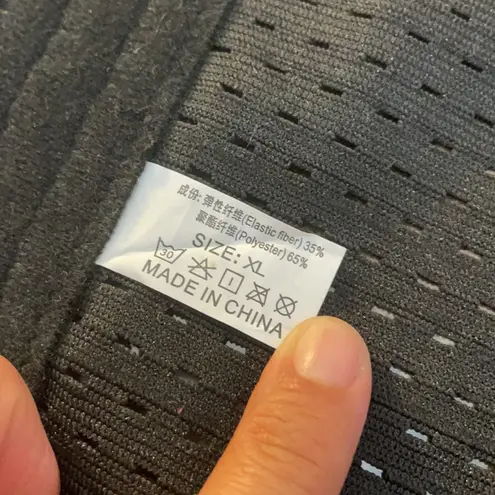 成份: 弹性纤维(Elastic fiber) 35%
聚酯纤维(Polyester) 65%
SIZE: XL
30
MADE IN CHINA